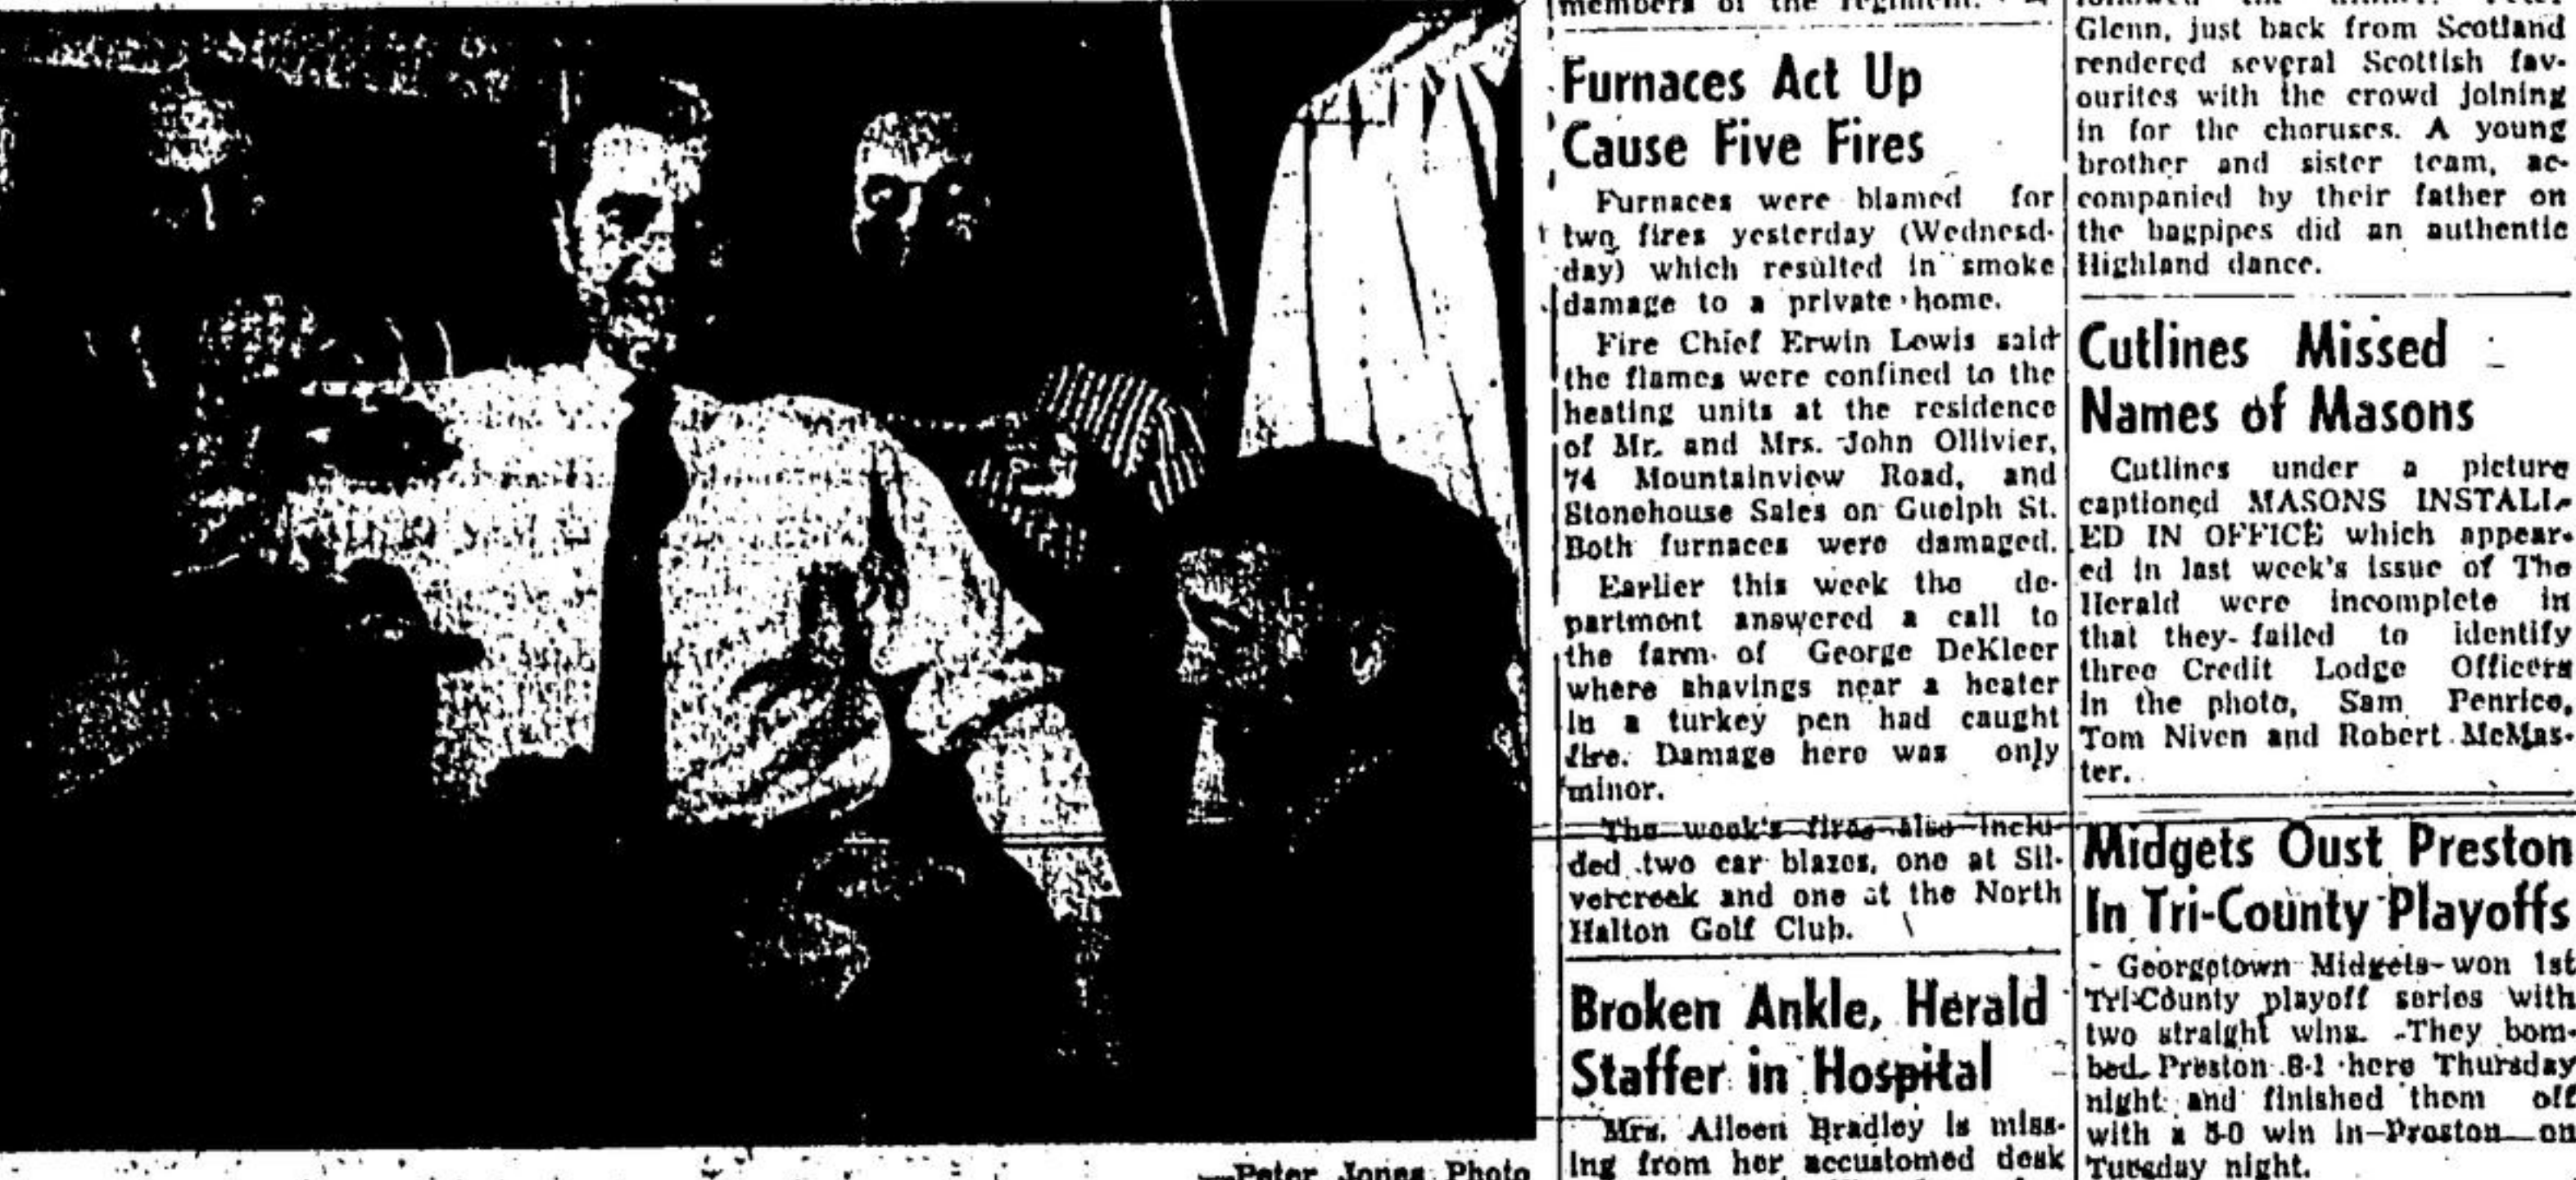 members of the regiment.
Furnaces Act Up
Cause Five Fires
Furnaces were blamed for
two fires yesterday (Wednesd-
day) which resulted in smoke
damage to a private home.
Fire Chief Erwin Lewis said
the flames were confined to the
heating units at the residence
of Mr. and Mrs. John Ollivier,
74 Mountainview Road, and
Stonehouse Sales on Guelph St.
Both furnaces were damaged.
Earlier this week the de-
partment answered a call to
the farm of George DeKleer
where shavings near a heater
in a turkey pen had caught
fire. Damage here was only
minor.
The week's fires also inclu-
ded two car blazes, one at Sil-
vercreek and one at the North
Halton Golf Club.
Broken Ankle, Herald
Staffer in Hospital
Mrs. Aileen Bradley is miss-
ing from her accustomed desk
Glenn, just back from Scotland
rendered several Scottish fav-
ourites with the crowd joining
in for the choruses. A young
brother and sister team, ac-
companied by their father on
the bagpipes did an authentic
Highland dance.
Cutlines Missed
Names of Masons
Cutlines under a picture
captioned MASONS INSTALL-
ED IN OFFICE which appear-
ed in last week's issue of The
Herald were incomplete in
that they failed to identify
three Credit Lodge Officers
in the photo, Sam Penrice,
Tom Niven and Robert McMas-
ter.
Midgets Oust Preston
In Tri-County Playoffs
Georgetown Midgets won 1st
Tri-County playoff series with
two straight wins. They bom-
bed Preston 8-1 here Thursday
night and finished them off
with a 5-0 win in Preston on
Tuesday night.
—Peter Jones Photo